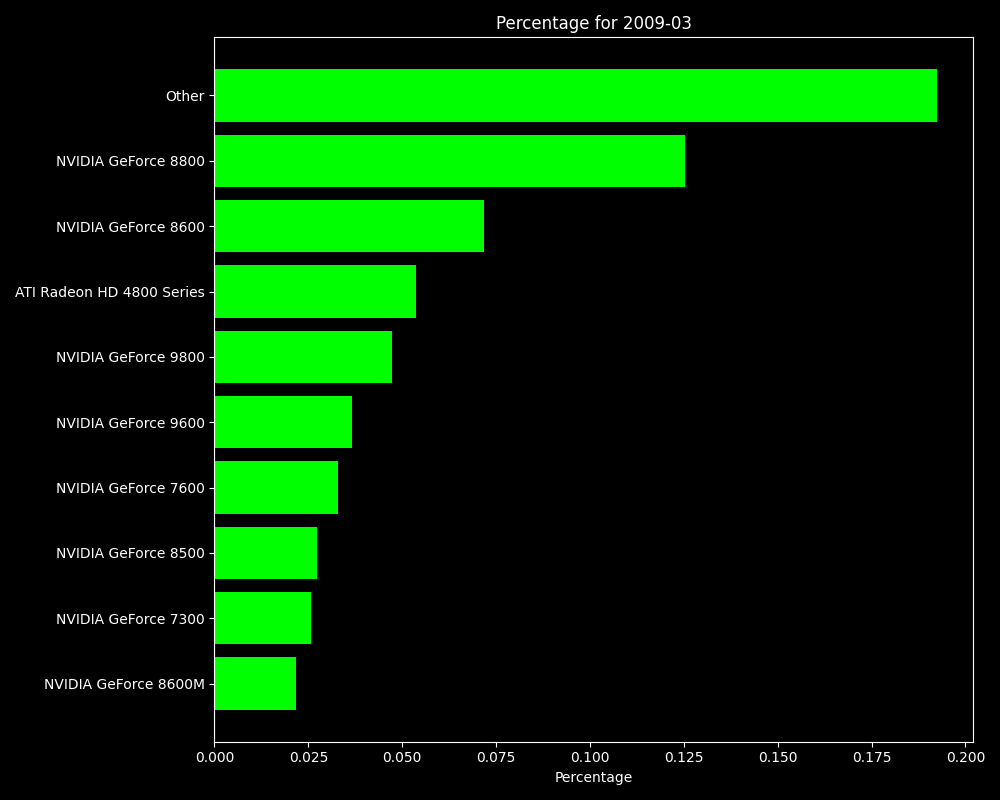 Percentage for 2009-03
Other
NVIDIA GeForce 8800
NVIDIA GeForce 8600
ATI Radeon HD 4800 Series
NVIDIA GeForce 9800
NVIDIA GeForce 9600
NVIDIA GeForce 7600
NVIDIA GeForce 8500
NVIDIA GeForce 7300
NVIDIA GeForce 8600M
0.000 0.025 0.050 0.075 0.100 0.125 0.150 0.175 0.200
Percentage